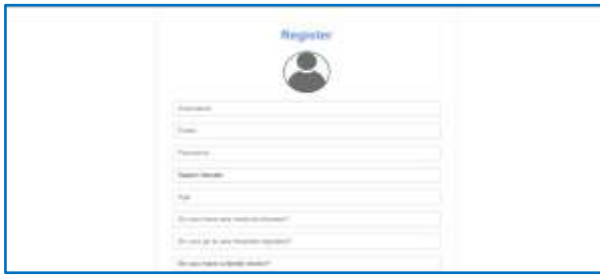 Register
Username
Email
Password
Select Gender
Age
Do you have any medical disease?
Do you go to any hospital regularly?
Do you have a family doctor?